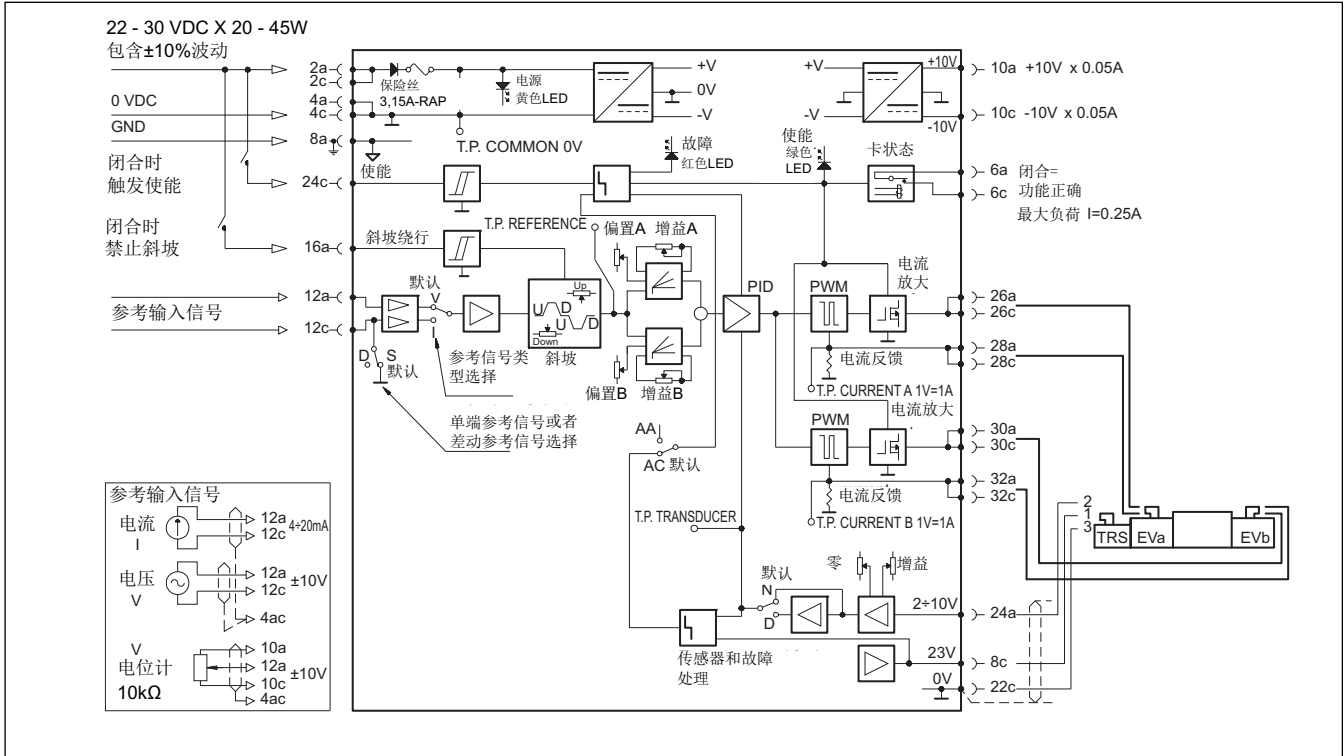 22 - 30 VDC X 20 - 45W
包含±10%波动
0 VDC
GND
闭合时
触发使能
闭合时
禁止斜坡
参考输入信号
2a
2c
4a
4c
8a
24c
16a
12a
12c
保险丝
3,15A-RAP
电源
黄色LED
T.P. COMMON 0V
+V
0V
-V
+V
-V
+10V
-10V
10a +10V x 0.05A
10c -10V x 0.05A
使能
故障
红色LED
使能
绿色
LED
卡状态
6a 闭合=
6c 功能正确
最大负荷 I=0.25A
斜坡绕行
T.P. REFERENCE
偏置A 增益A
默认
V
I
D S
默认
参考信号类
型选择
单端参考信号或者
差动参考信号选择
Up
U D
U D
Down
斜坡
偏置B 增益B
PID
PWM
电流
放大
26a
26c
28a
28c
电流反馈
T.P. CURRENT A 1V=1A
电流放大
PWM
30a
30c
32a
32c
电流反馈
T.P. CURRENT B 1V=1A
AA
AC 默认
T.P. TRANSDUCER
默认
N
D
零 增益
2÷10V
24a
23V
8c
0V
22c
传感器和故障
处理
2
1
3
TRS EVa EVb
参考输入信号
电流
I
12a
12c
4÷20mA
电压
V
12a
12c
±10V
4ac
V
电位计
10kΩ
10a
12a
10c
4ac
±10V